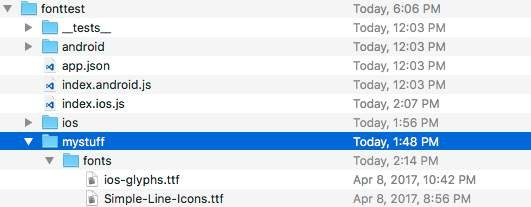 fonttest Today, 6:06 PM
__tests__ Today, 12:03 PM
android Today, 12:03 PM
app.json Today, 12:03 PM
index.android.js Today, 12:03 PM
index.ios.js Today, 2:07 PM
ios Today, 1:56 PM
mystuff Today, 1:48 PM
fonts Today, 2:14 PM
ios-glyphs.ttf Apr 8, 2017, 10:42 PM
Simple-Line-Icons.ttf Apr 8, 2017, 8:56 PM